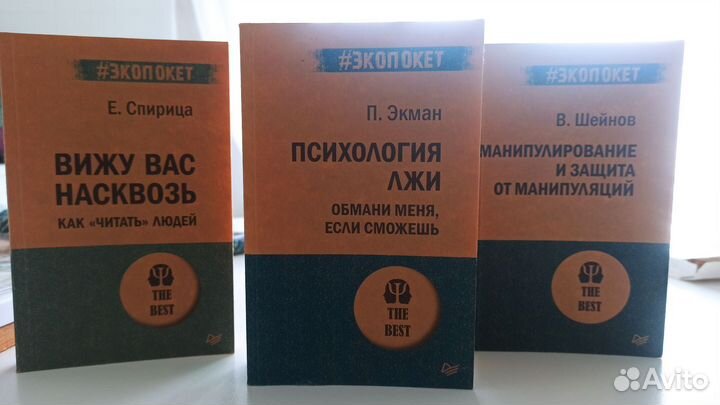 #ЭКОПОКЕТ
Е. Спирица
ВИЖУ ВАС
НАСКВОЗЬ
КАК «ЧИТАТЬ» ЛЮДЕЙ
THE
BEST
#ЭКОПОКЕТ
П. Экман
ПСИХОЛОГИЯ
ЛЖИ
ОБМАНИ МЕНЯ,
ЕСЛИ СМОЖЕШЬ
THE
BEST
#ЭКОПОКЕТ
В. Шейнов
МАНИПУЛИРОВАНИЕ
И ЗАЩИТА
ОТ МАНИПУЛЯЦИЙ
THE
BEST
Avito